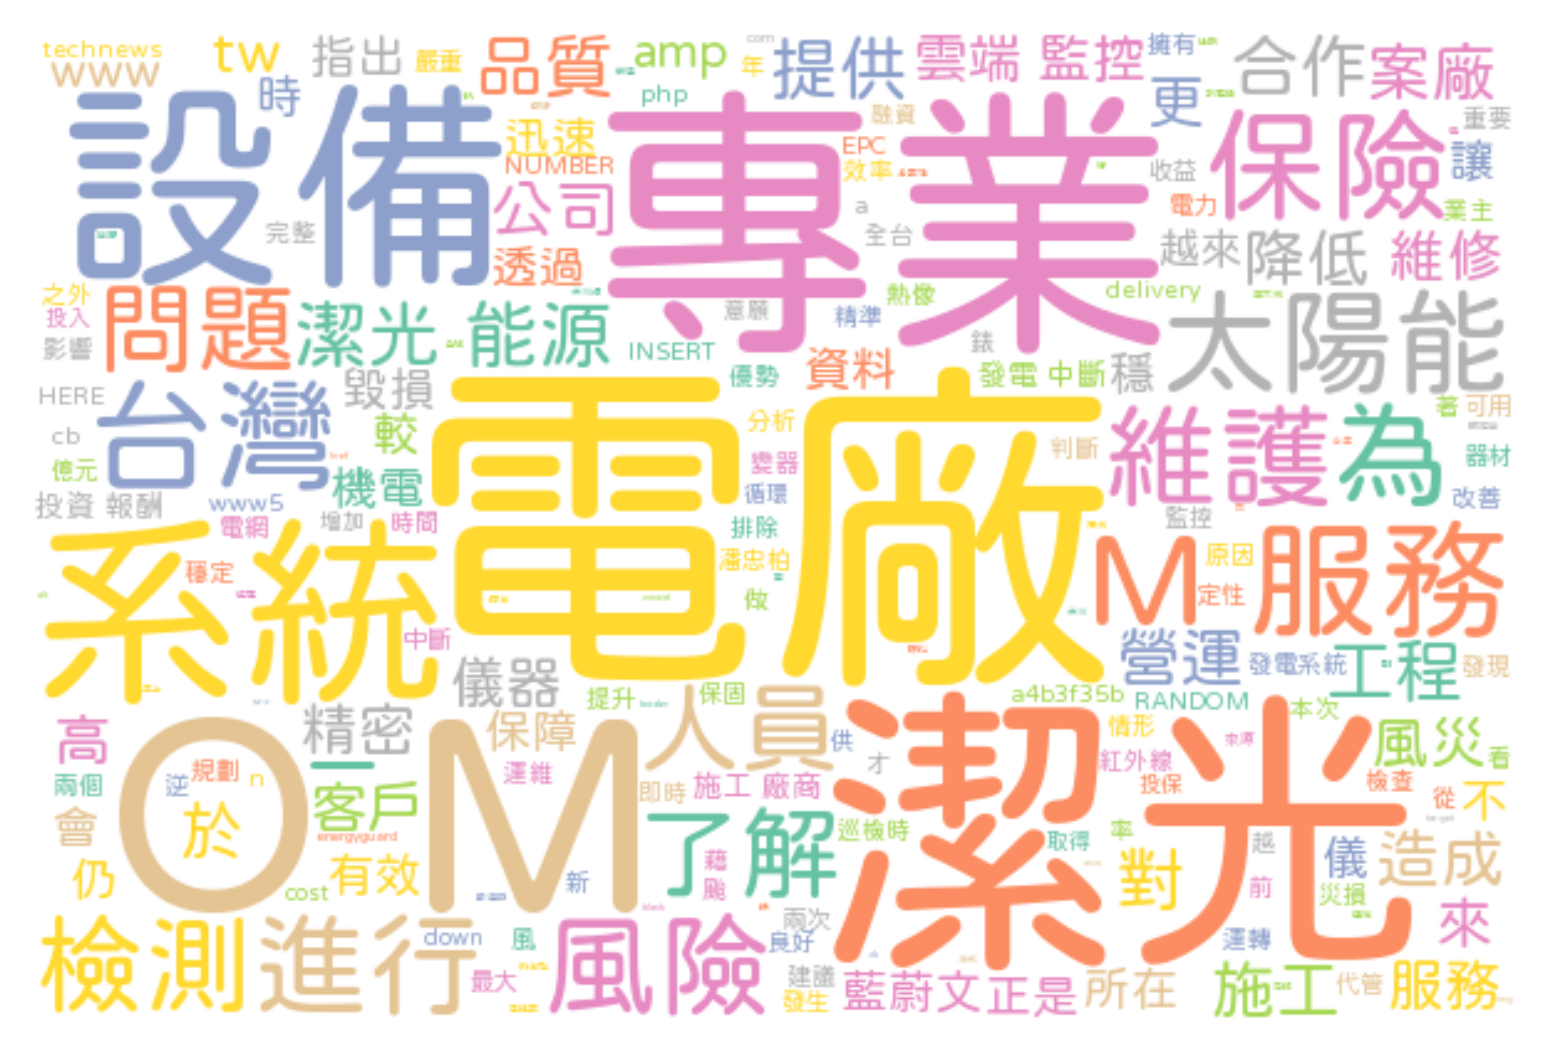 technews
www
tw
指出
嚴重
品質
amp
com
年
提供
雲端 監控
擁有
合作
案廠
時
php
更
重要
設備
專業
迅速
融資
保險
讓
NUMBER
EPC
效率
收益
公司
電力
業主
a
完整
全台
越來
降低
維修
透過
之外
問題
潔光
能源
意願
熱像
delivery
太陽能
投入
精準
影響
INSERT
錶
毀損
優勢
資料
發電 中斷
穩
HERE
台灣
電廠
維護
為
著
可用
較
分析
cb
href
判斷
億元
機電
變器
器材
投資 報酬
www5
循環
改善
增加
時間
監控
電網
排除
系統
M
服務
原因
穩定
潘忠柏
定性
做
中斷
營運
發電系統
工程
發現
儀器
提升
border
保固
a4b3f35b
RANDOM
本次
高
精密
保障
人員
潔光
情形
來源
風災
O
M
供
看
才
紅外線
一
兩個
逆
規劃
n
運維
即時
施工 廠商
投保
檢查
從
不
客戶
會
於
energyguard
了解
巡檢時
取得
率
target
越
儀
造成
仍
有效
藉
對
cost
新
颱
前
災損
black
兩次
來
檢測
進行
down
風
風險
良好
運轉
最大
建議
發生
藍蔚文
正是
所在
施工
代管
服務